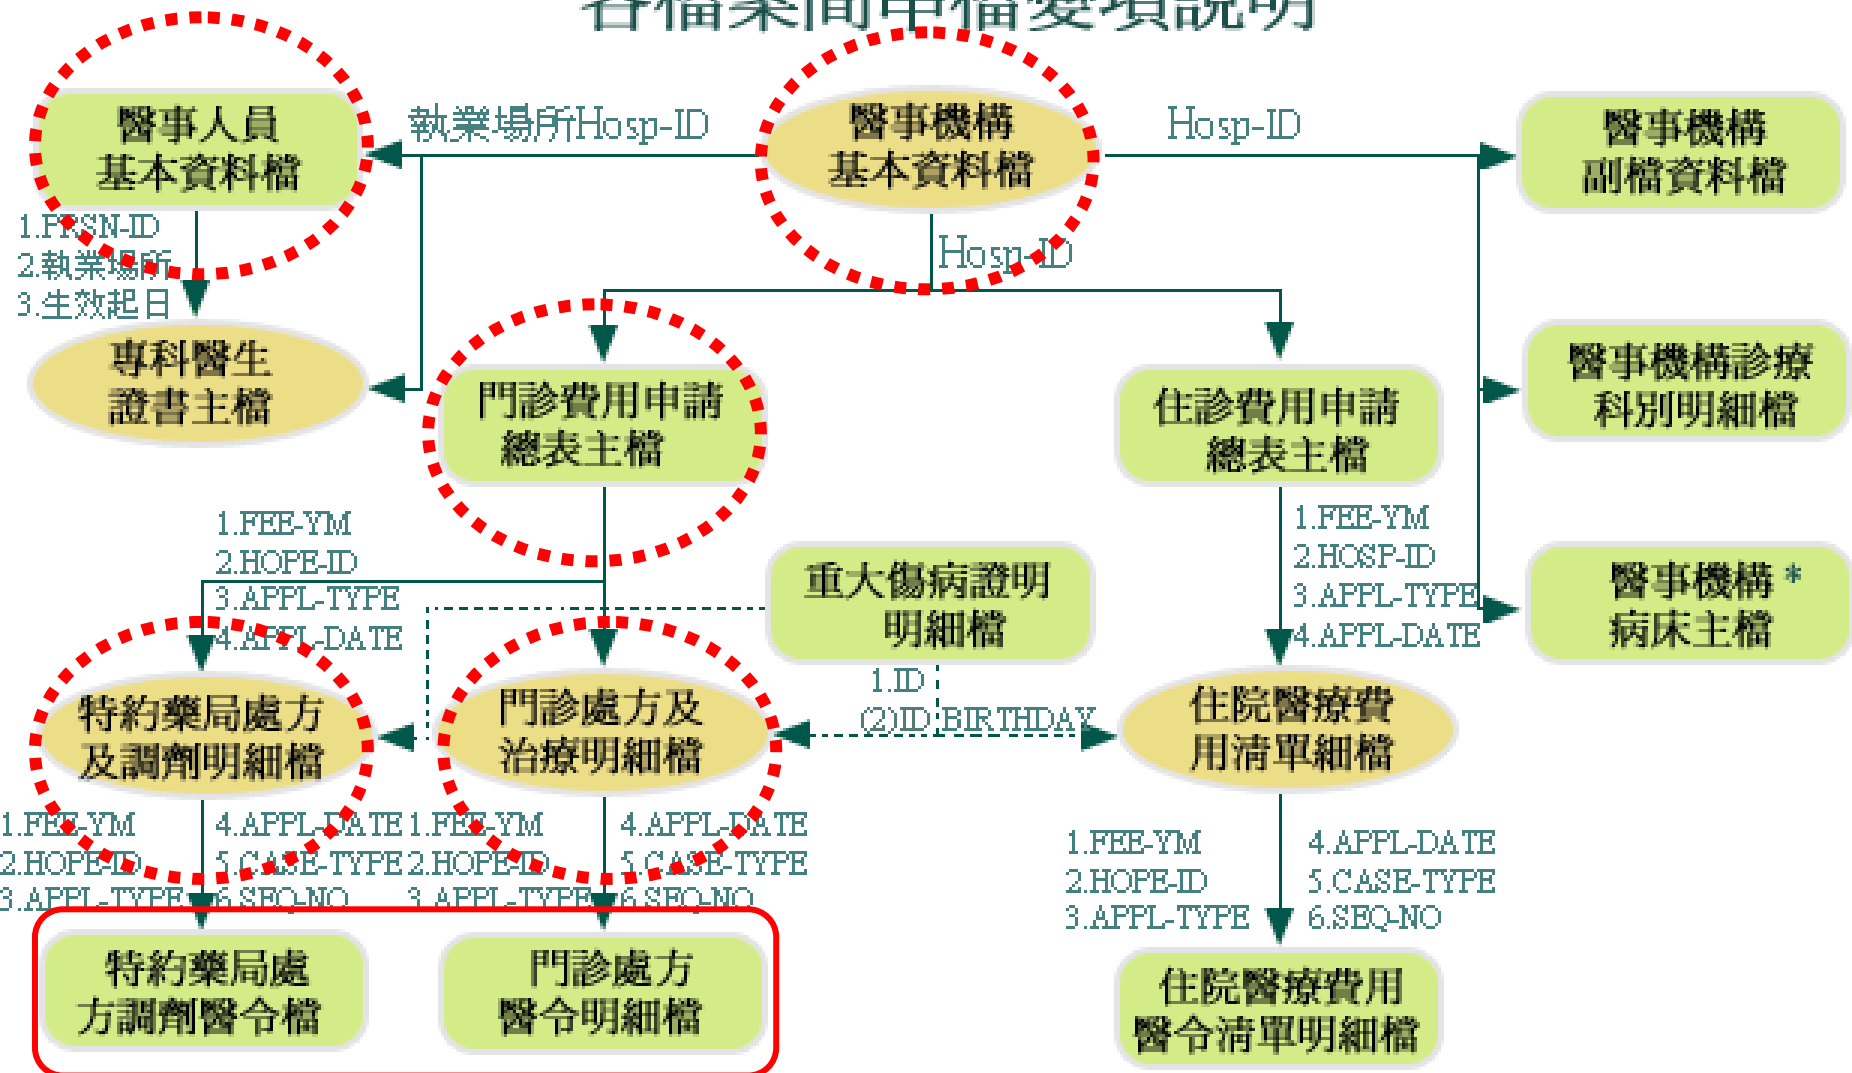 各檔案間串檔變項說明
醫事人員
基本資料檔
執業場所Hosp-ID
醫事機構
基本資料檔
Hosp-ID
醫事機構
副檔資料檔
1.PRSN-ID
2.執業場所
3.生效起日
Hosp-ID
專科醫生
證書主檔
門診費用申請
總表主檔
住診費用申請
總表主檔
醫事機構診療
科別明細檔
1.FEE-YM
2.HOPE-ID
3.APPL-TYPE
4.APPL-DATE
重大傷病證明
明細檔
1.FEE-YM
2.HOSP-ID
3.APPL-TYPE
4.APPL-DATE
醫事機構*
病床主檔
1.ID
(2)ID BIRTHDAY
特約藥局處方
及調劑明細檔
門診處方及
治療明細檔
住院醫療費
用清單細檔
1.FEE-YM
2.HOPE-ID
3.APPL-TYPE
4.APPL-DATE
5.CASE-TYPE
6.SEQ-NO
1.FEE-YM
2.HOPE-ID
3.APPL-TYPE
4.APPL-DATE
5.CASE-TYPE
6.SEQ-NO
1.FEE-YM
2.HOPE-ID
3.APPL-TYPE
4.APPL-DATE
5.CASE-TYPE
6.SEQ-NO
特約藥局處
方調劑醫令檔
門診處方
醫令明細檔
住院醫療費用
醫令清單明細檔